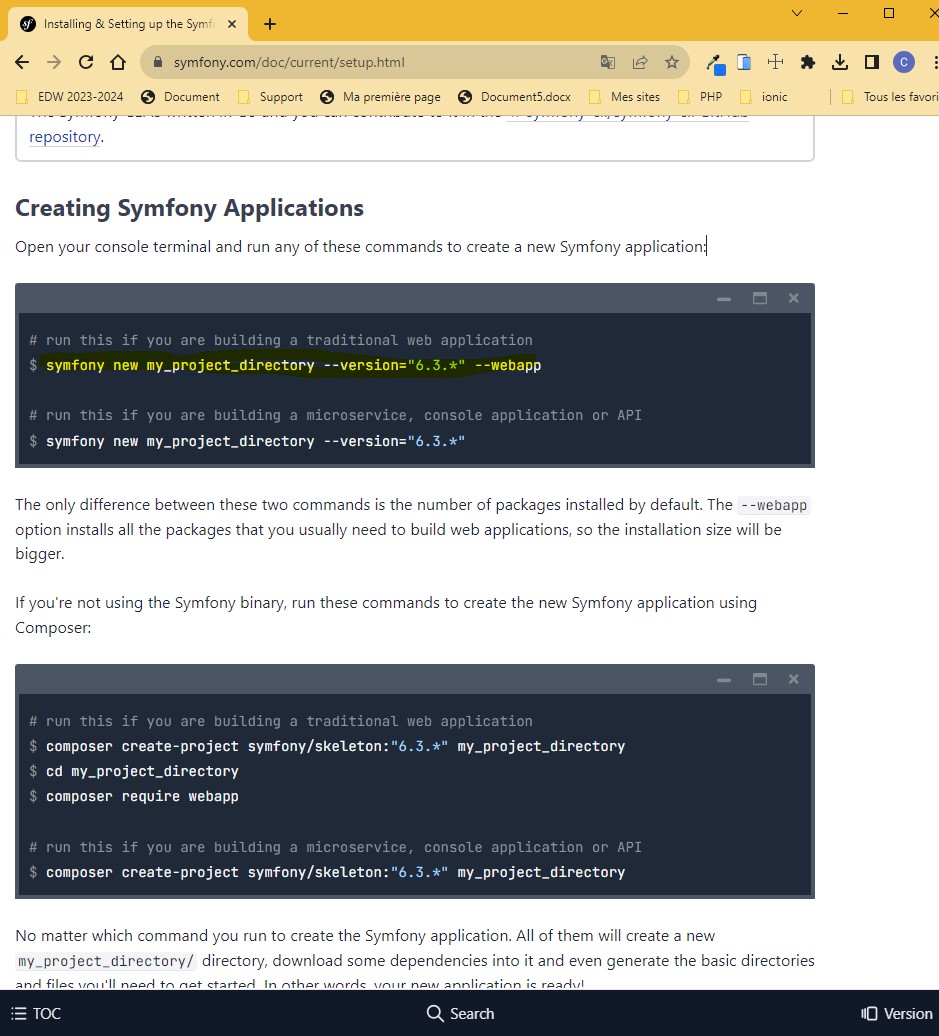 Installing & Setting up the Symf
symfony.com/doc/current/setup.html
C
EDW 2023-2024 Document Support Ma première page Document5.docx Mes sites PHP ionic Tous les favori
repository.
Creating Symfony Applications
Open your console terminal and run any of these commands to create a new Symfony application:
# run this if you are building a traditional web application
$ symfony new my_project_directory --version="6.3.*" --webapp
# run this if you are building a microservice, console application or API
$ symfony new my_project_directory --version="6.3.*"
The only difference between these two commands is the number of packages installed by default. The --webapp
option installs all the packages that you usually need to build web applications, so the installation size will be
bigger.
If you're not using the Symfony binary, run these commands to create the new Symfony application using
Composer:
# run this if you are building a traditional web application
$ composer create-project symfony/skeleton:"6.3.*" my_project_directory
$ cd my_project_directory
$ composer require webapp
# run this if you are building a microservice, console application or API
$ composer create-project symfony/skeleton:"6.3.*" my_project_directory
No matter which command you run to create the Symfony application. All of them will create a new
my_project_directory/ directory, download some dependencies into it and even generate the basic directories
and files you'll need to get started. In other words, your new application is ready!
TOC Search Version